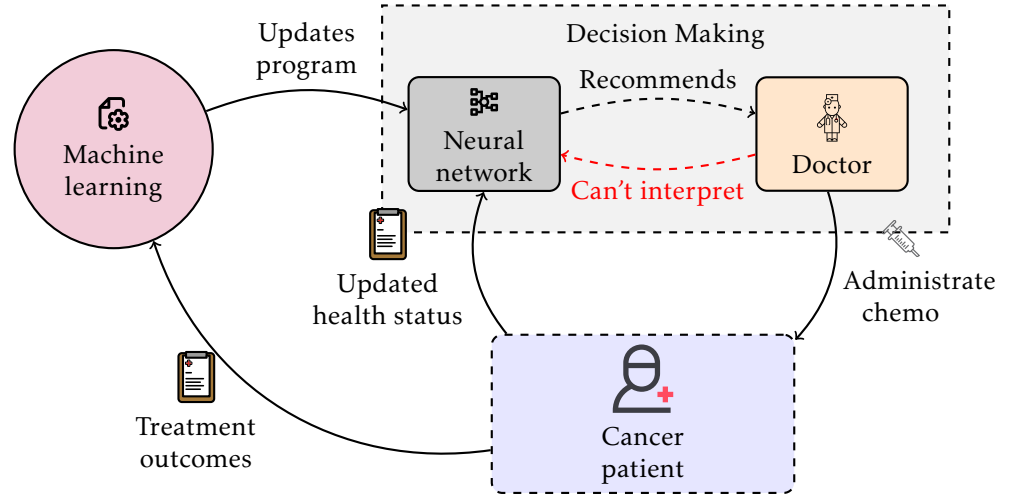 Updates
program
Decision Making
Recommends
Machine
learning
Neural
network
Doctor
Can't interpret
Updated
health status
Administrate
chemo
Treatment
outcomes
Cancer
patient